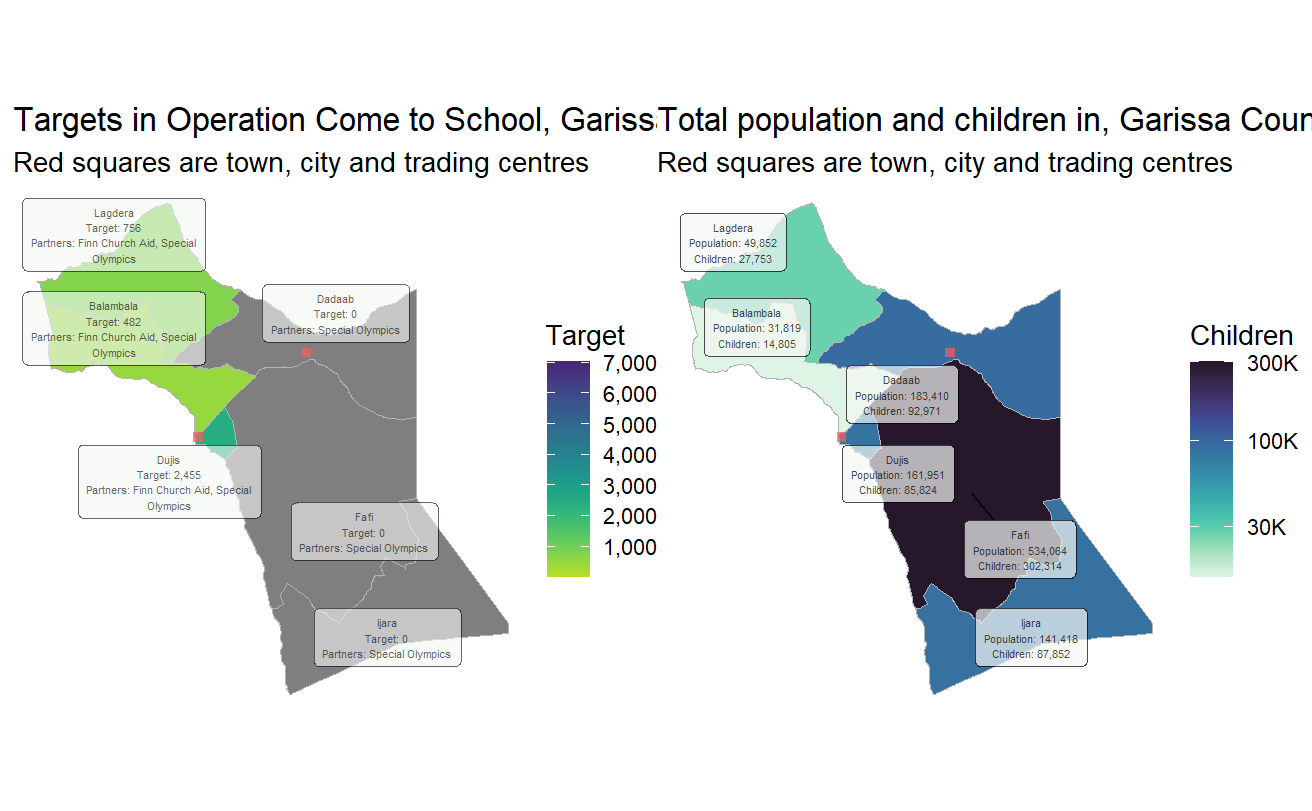 Targets in Operation Come to School, Gariss
Red squares are town, city and trading centres
Lagdera
Target: 756
Partners: Finn Church Aid, Special
Olympics
Balambala
Target: 482
Partners: Finn Church Aid, Special
Olympics
Dadaab
Target: 0
Partners: Special Olympics
Dujis
Target: 2,455
Partners: Finn Church Aid, Special
Olympics
Fafi
Target: 0
Partners: Special Olympics
Ijara
Target: 0
Partners: Special Olympics
Target
7,000
6,000
5,000
4,000
3,000
2,000
1,000
Total population and children in, Garissa Coun
Red squares are town, city and trading centres
Lagdera
Population: 49,852
Children: 27,753
Balambala
Population: 31,819
Children: 14,805
Dadaab
Population: 183,410
Children: 92,971
Dujis
Population: 161,951
Children: 85,824
Fafi
Population: 534,064
Children: 302,314
Ijara
Population: 141,418
Children: 87,852
Children
300K
100K
30K